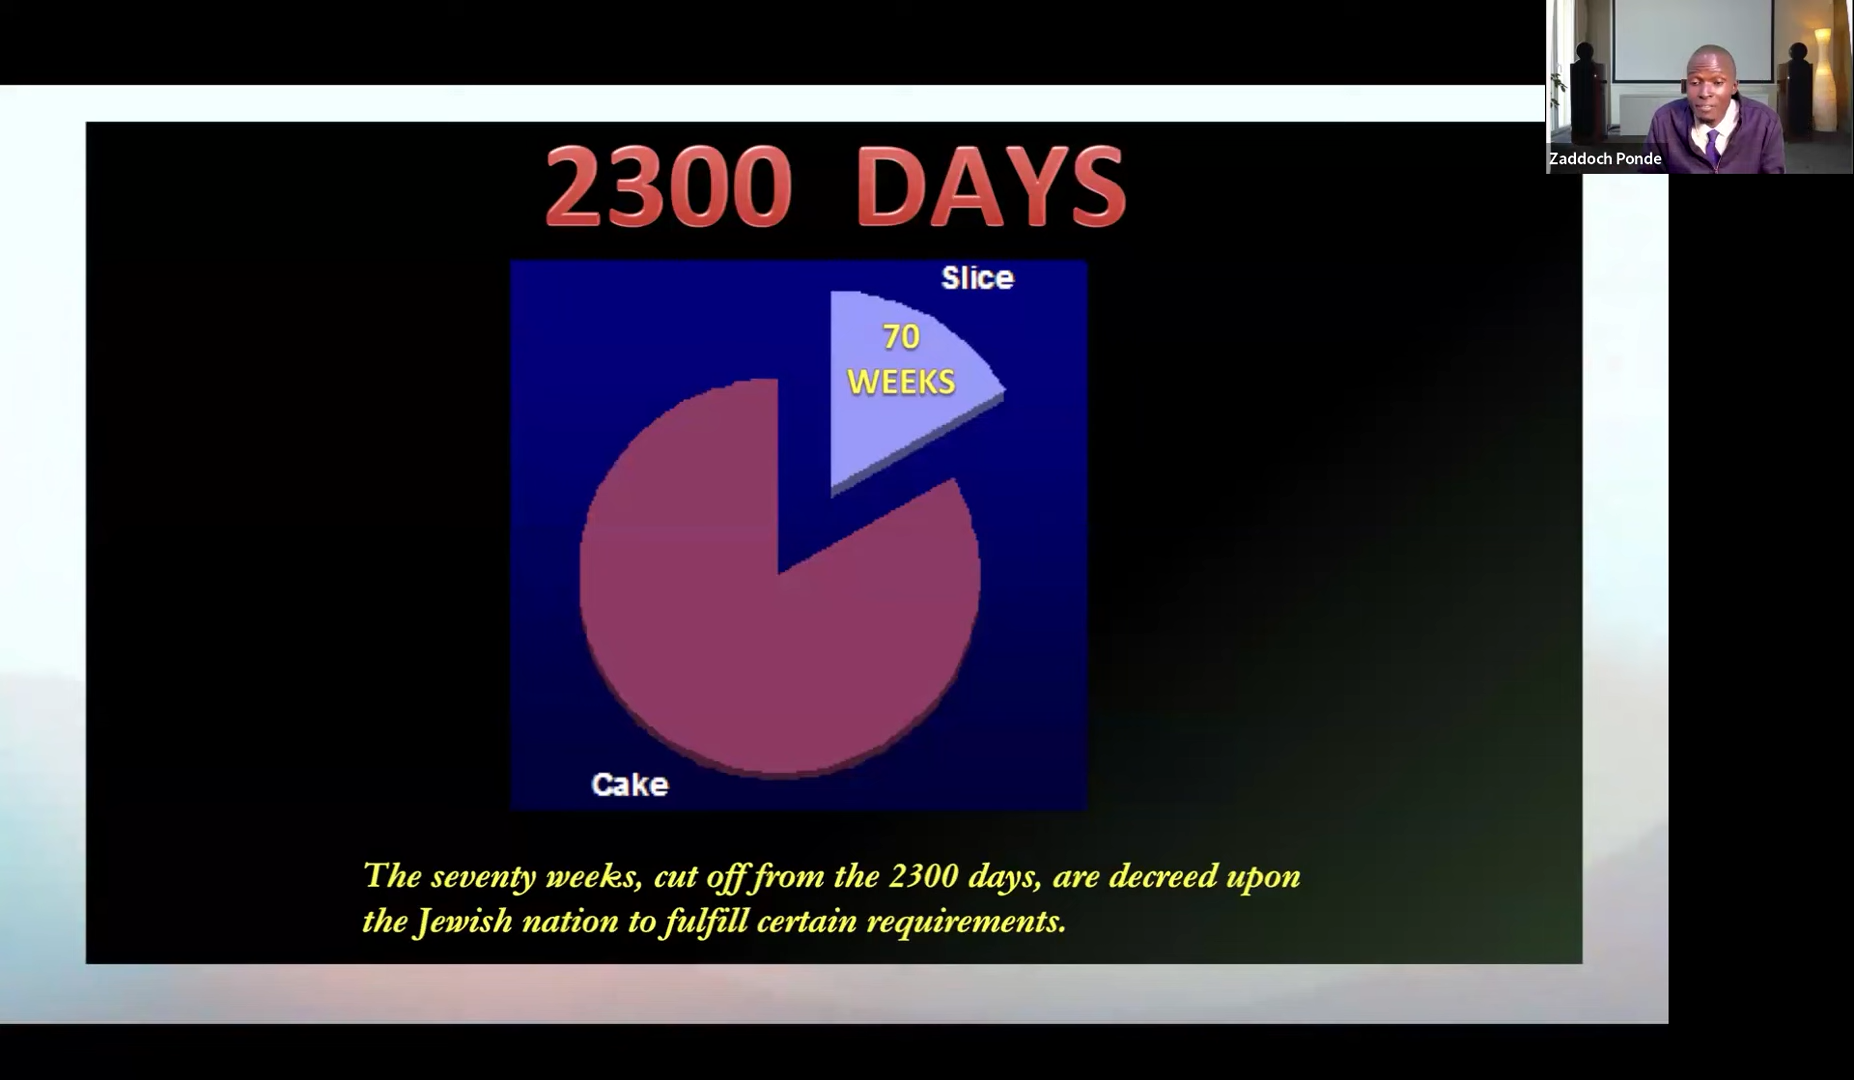 Zaddoch Ponde
2300 DAYS
Slice
70
WEEKS
Cake
The seventy weeks, cut off from the 2300 days, are decreed upon
the Jewish nation to fulfill certain requirements.